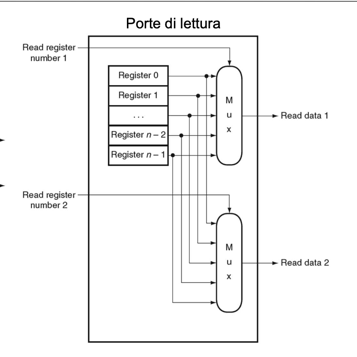 Porte di lettura
Read register
number 1
Register 0
Register 1
. . .
Register n – 2
Register n – 1
M
u
x
Read data 1
Read register
number 2
M
u
x
Read data 2